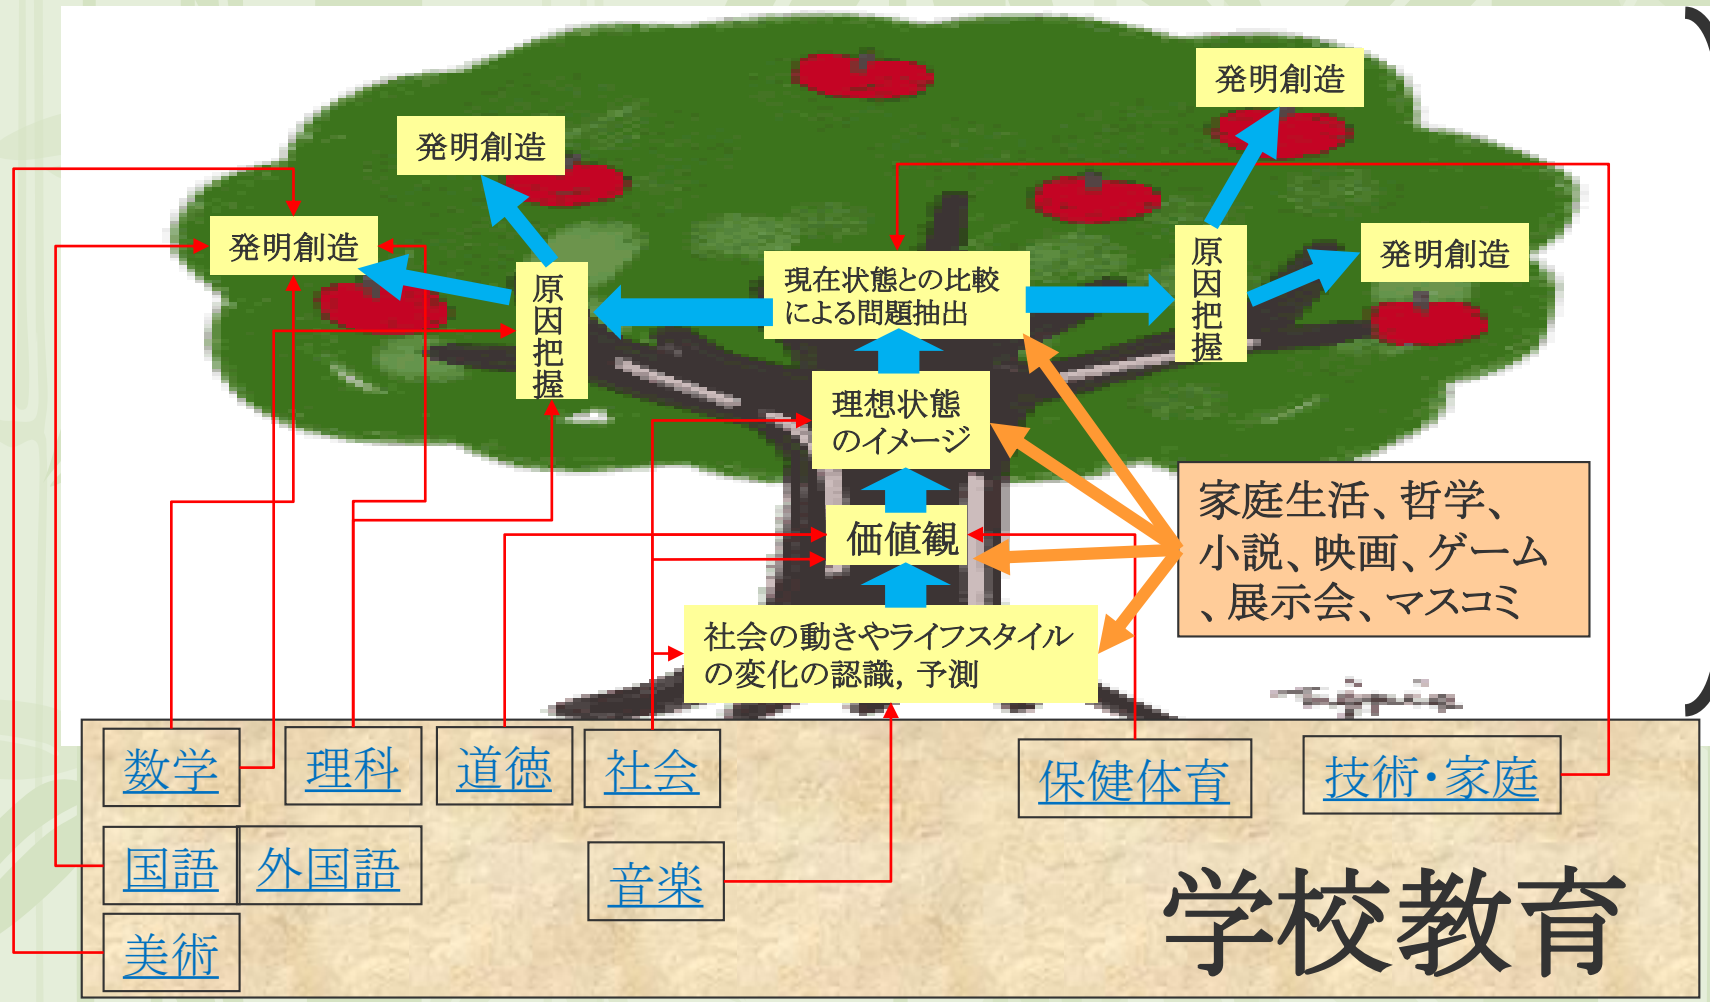 発明創造
発明創造
発明創造
発明創造
原因把握
原因把握
現在状態との比較
による問題抽出
理想状態
のイメージ
価値観
社会の動きやライフスタイル
の変化の認識, 予測
家庭生活、哲学、
小説、映画、ゲーム
、展示会、マスコミ
数学
理科
道徳
社会
保健体育
技術・家庭
国語
外国語
音楽
美術
学校教育